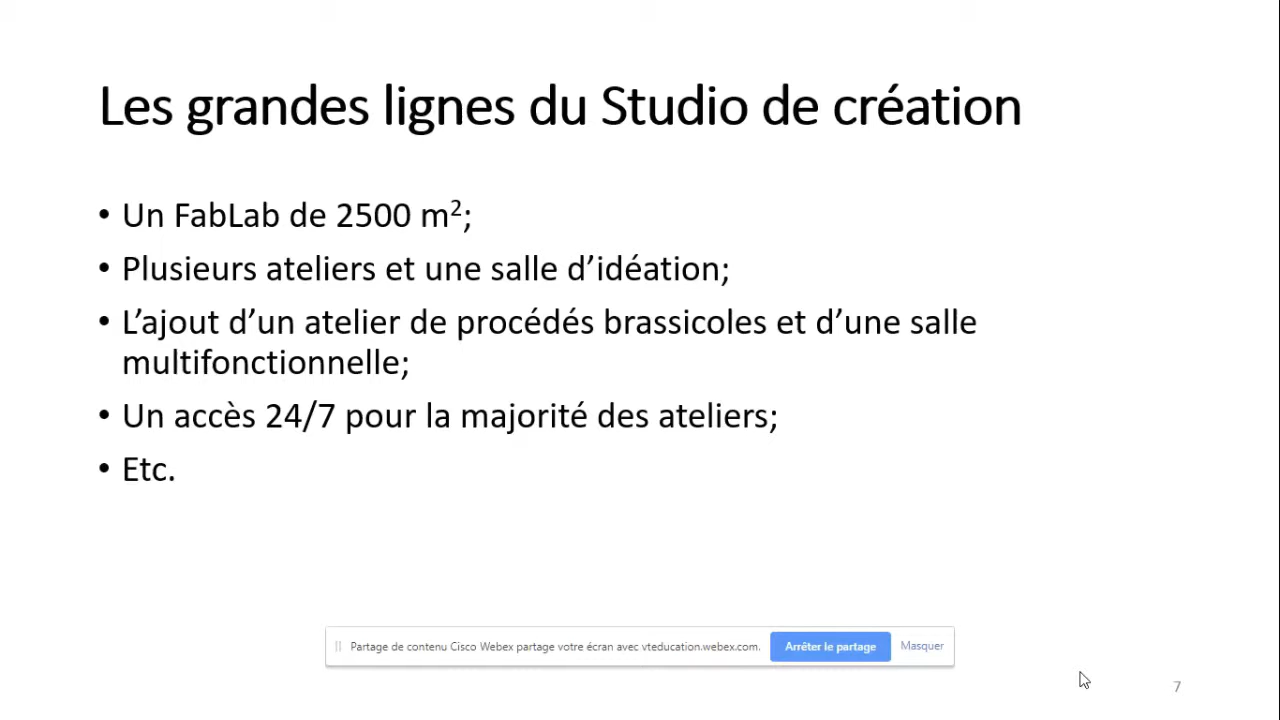 Les grandes lignes du Studio de création
• Un FabLab de 2500 m²;
• Plusieurs ateliers et une salle d’idéation;
• L’ajout d’un atelier de procédés brassicoles et d’une salle
multifonctionnelle;
• Un accès 24/7 pour la majorité des ateliers;
• Etc.
Partage de contenu Cisco Webex partage votre écran avec vteducation.webex.com. Arrêter le partage Masquer
7